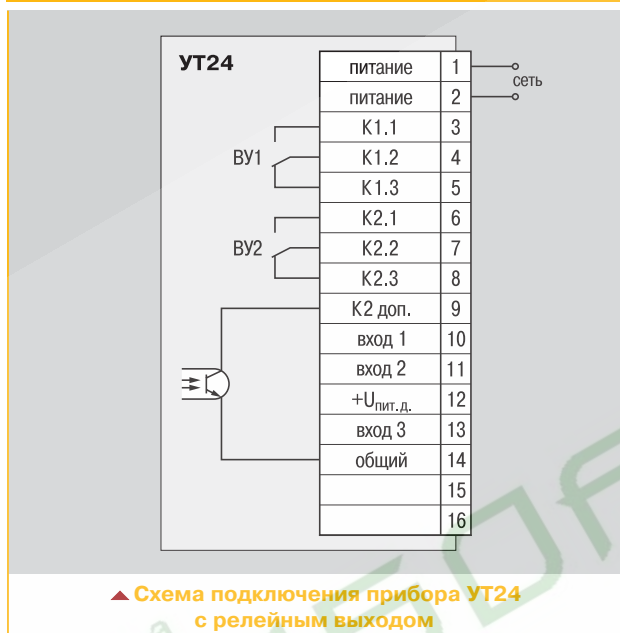 УТ24
питание 1
сеть
питание 2
К1.1 3
ВУ1
К1.2 4
К1.3 5
К2.1 6
ВУ2
К2.2 7
К2.3 8
К2 доп. 9
вход 1 10
вход 2 11
+Uпит.д. 12
вход 3 13
общий 14
15
16
Схема подключения прибора УТ24
с релейным выходом